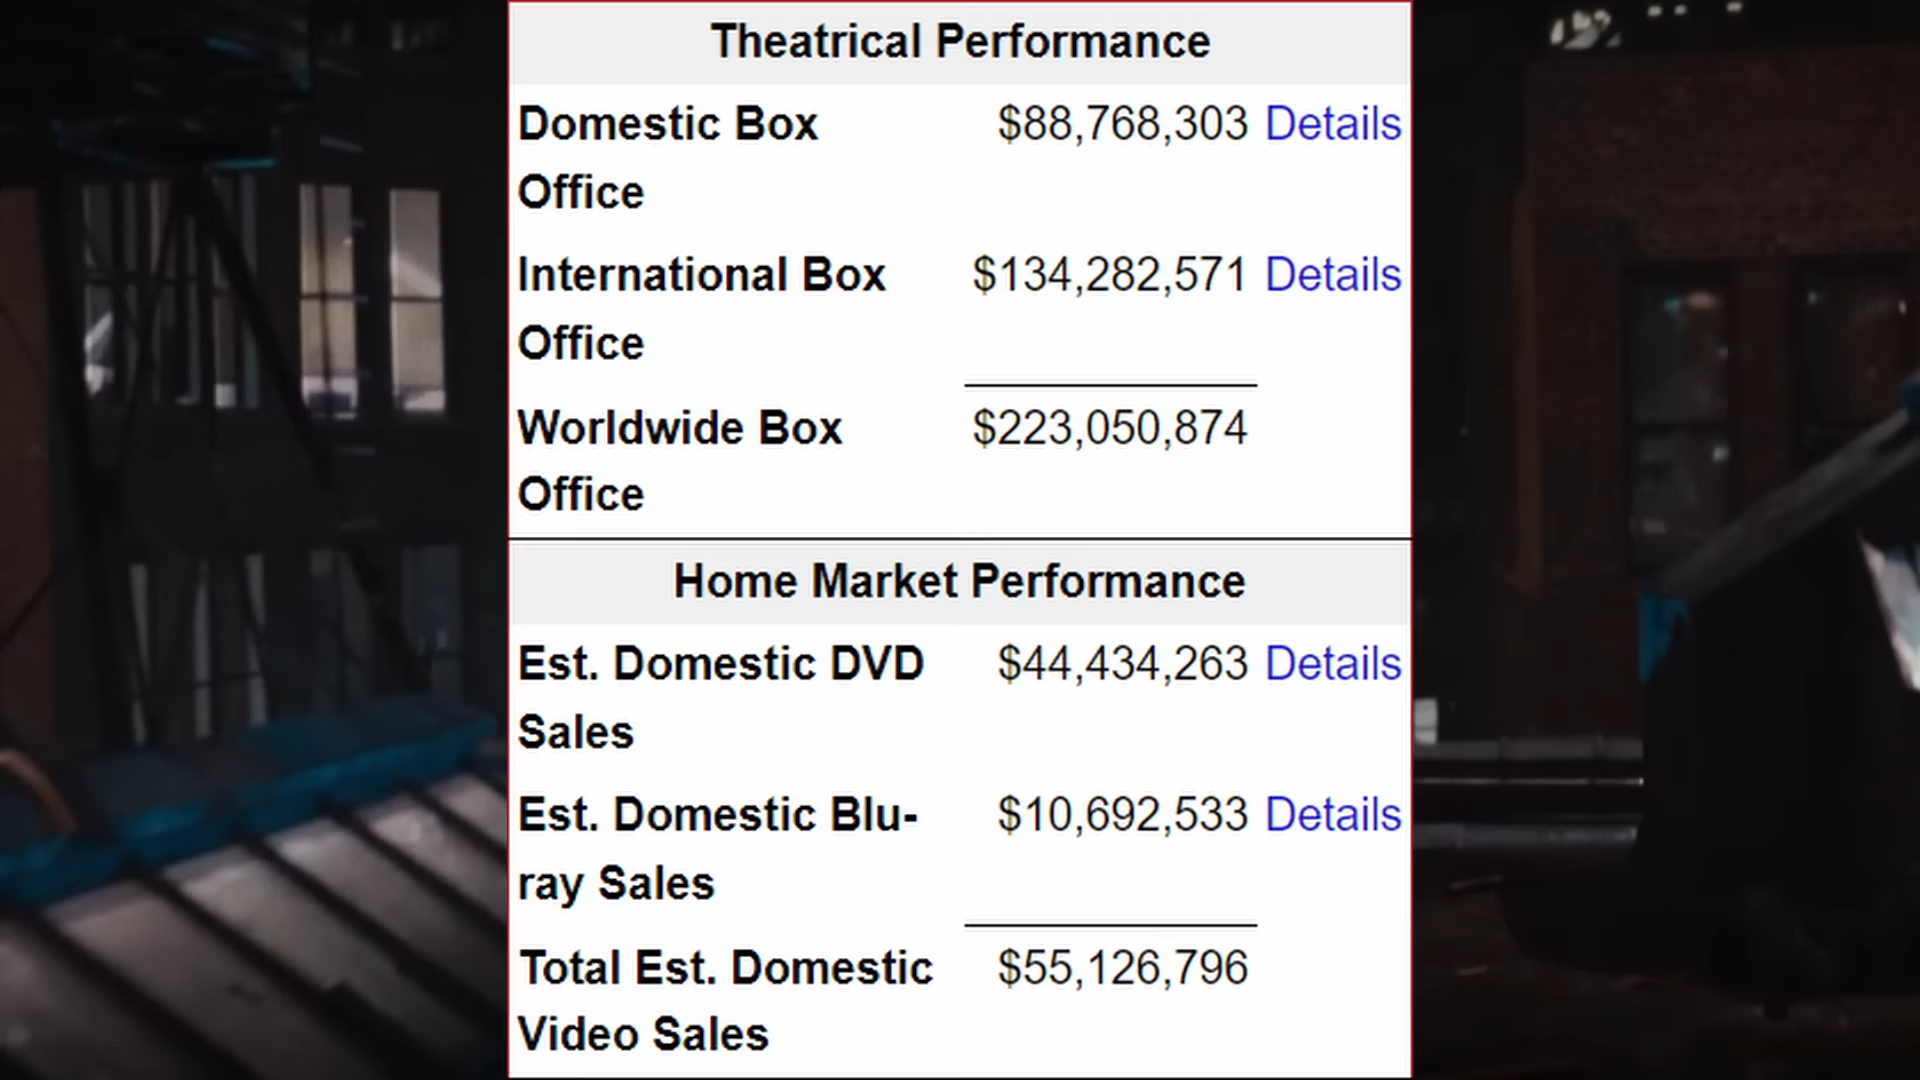 Theatrical Performance
Domestic Box $88,768,303 Details
Office
International Box $134,282,571 Details
Office
Worldwide Box $223,050,874
Office
Home Market Performance
Est. Domestic DVD $44,434,263 Details
Sales
Est. Domestic Blu- $10,692,533 Details
ray Sales
Total Est. Domestic $55,126,796
Video Sales